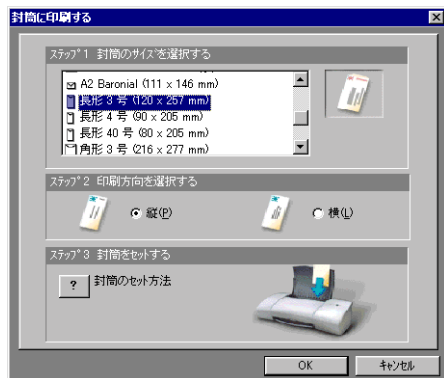 封筒に印刷する
ステップ1 封筒のサイズを選択する
A2 Baronial (111 x 146 mm)
長形 3 号 (120 x 257 mm)
長形 4 号 (90 x 205 mm)
長形 40 号 (80 x 205 mm)
角形 3 号 (216 x 277 mm)
ステップ2 印刷方向を選択する
縦(P)
横(L)
ステップ3 封筒をセットする
? 封筒のセット方法
OK
キャンセル